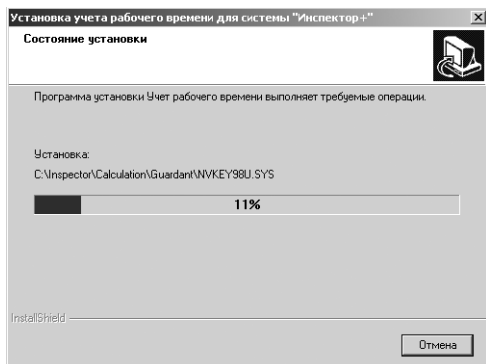 Установка учета рабочего времени для системы "Инспектор+"
Состояние установки
Программа установки Учет рабочего времени выполняет требуемые операции.
Установка:
C:\Inspector\Calculation\Guardant\NVKEY98U.SYS
11%
InstallShield
Отмена